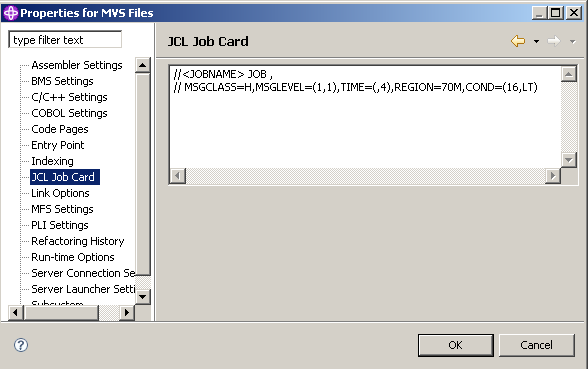 Properties for MVS Files
type filter text
JCL Job Card
Assembler Settings
BMS Settings
C/C++ Settings
COBOL Settings
Code Pages
Entry Point
Indexing
JCL Job Card
Link Options
MFS Settings
PLI Settings
Refactoring History
Run-time Options
Server Connection Se
Server Launcher Setti
Subsystem
//<JOBNAME> JOB ,
// MSGCLASS=H,MSGLEVEL=(1,1),TIME=(,4),REGION=70M,COND=(16,LT)
?
OK
Cancel